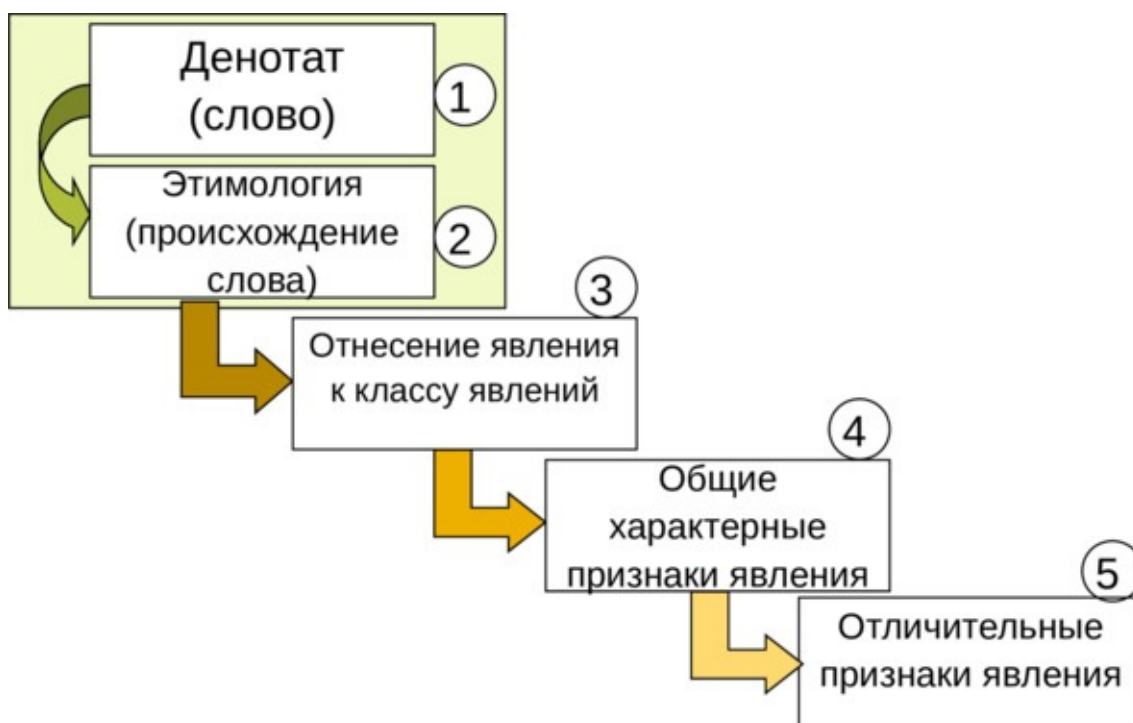 Денотат
(слово)
1
Этимология
(происхождение
слова)
2
3
Отнесение явления
к классу явлений
4
Общие
характерные
признаки явления
5
Отличительные
признаки явления